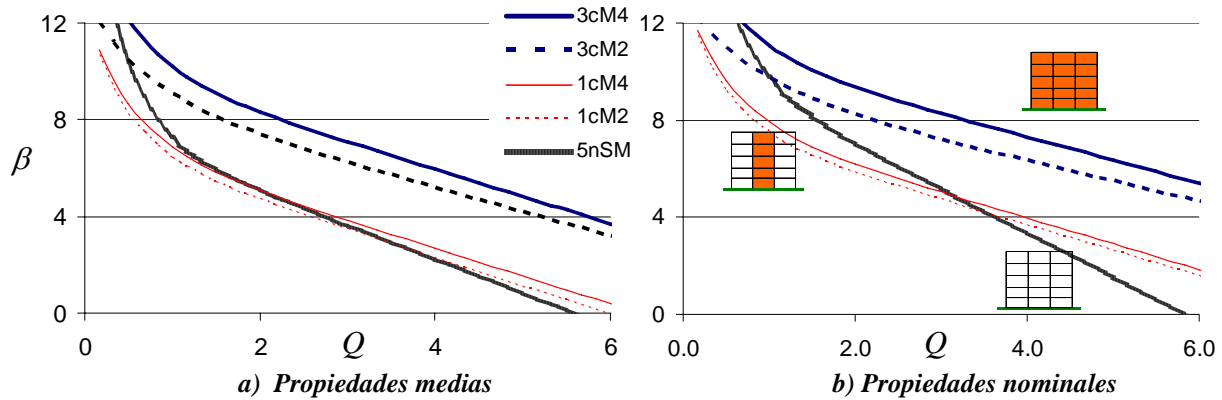 12
8
4
0
β
0
2
Q
4
6
3cM4
3cM2
1cM4
1cM2
5nSM
a) Propiedades medias
12
8
4
0
0.0
2.0
Q
4.0
6.0
b) Propiedades nominales